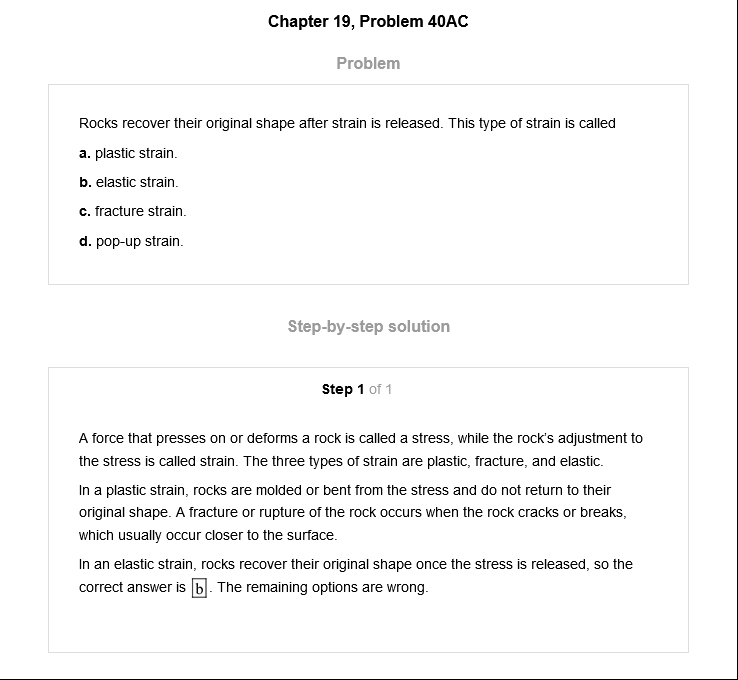 Chapter 19, Problem 40AC
Problem
Rocks recover their original shape after strain is released. This type of strain is called
a. plastic strain.
b. elastic strain.
c. fracture strain.
d. pop-up strain.
Step-by-step solution
Step 1 of 1
A force that presses on or deforms a rock is called a stress, while the rock's adjustment to
the stress is called strain. The three types of strain are plastic, fracture, and elastic.
In a plastic strain, rocks are molded or bent from the stress and do not return to their
original shape. A fracture or rupture of the rock occurs when the rock cracks or breaks,
which usually occur closer to the surface.
In an elastic strain, rocks recover their original shape once the stress is released, so the
correct answer is b. The remaining options are wrong.